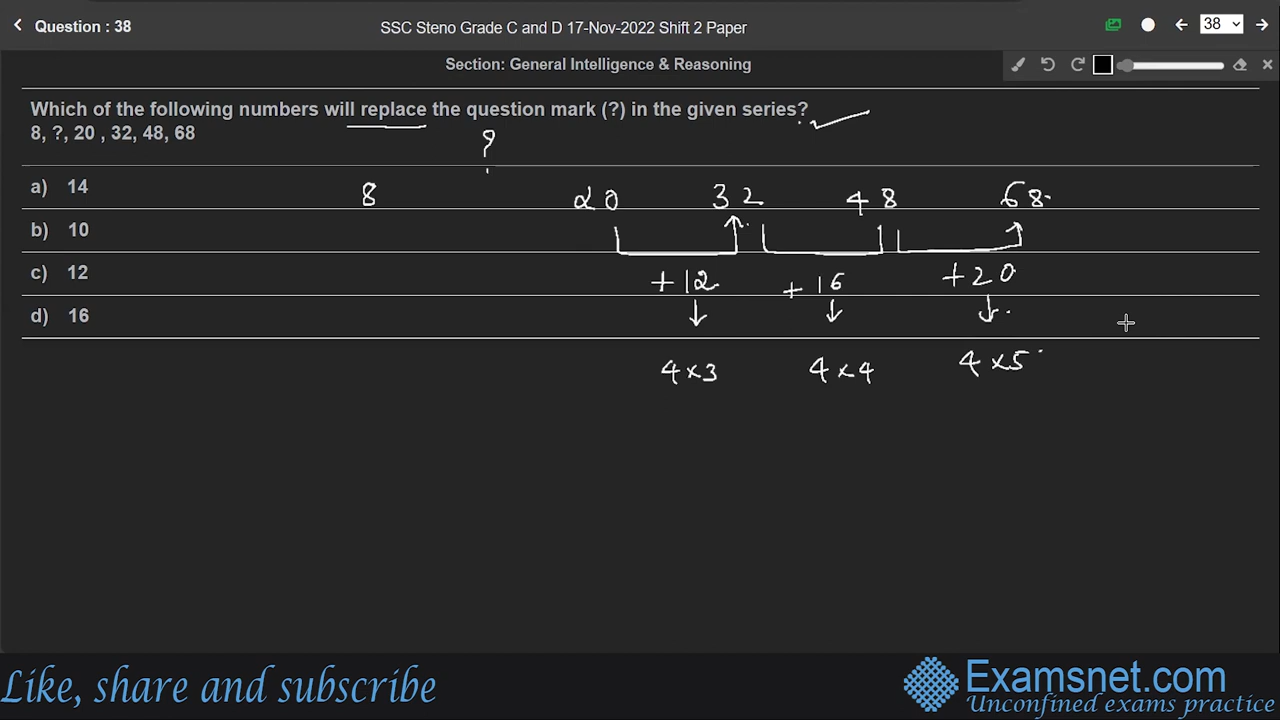 Question : 38
SSC Steno Grade C and D 17-Nov-2022 Shift 2 Paper
38
Section: General Intelligence & Reasoning
Which of the following numbers will replace the question mark (?) in the given series?
8, ?, 20 , 32, 48, 68
?
a) 14
8 20 32 48 68
b) 10
c) 12
+12 +16 +20
d) 16
4×3 4×4 4×5
Like, share and subscribe
Examsnet.com
Unconfined exams practice